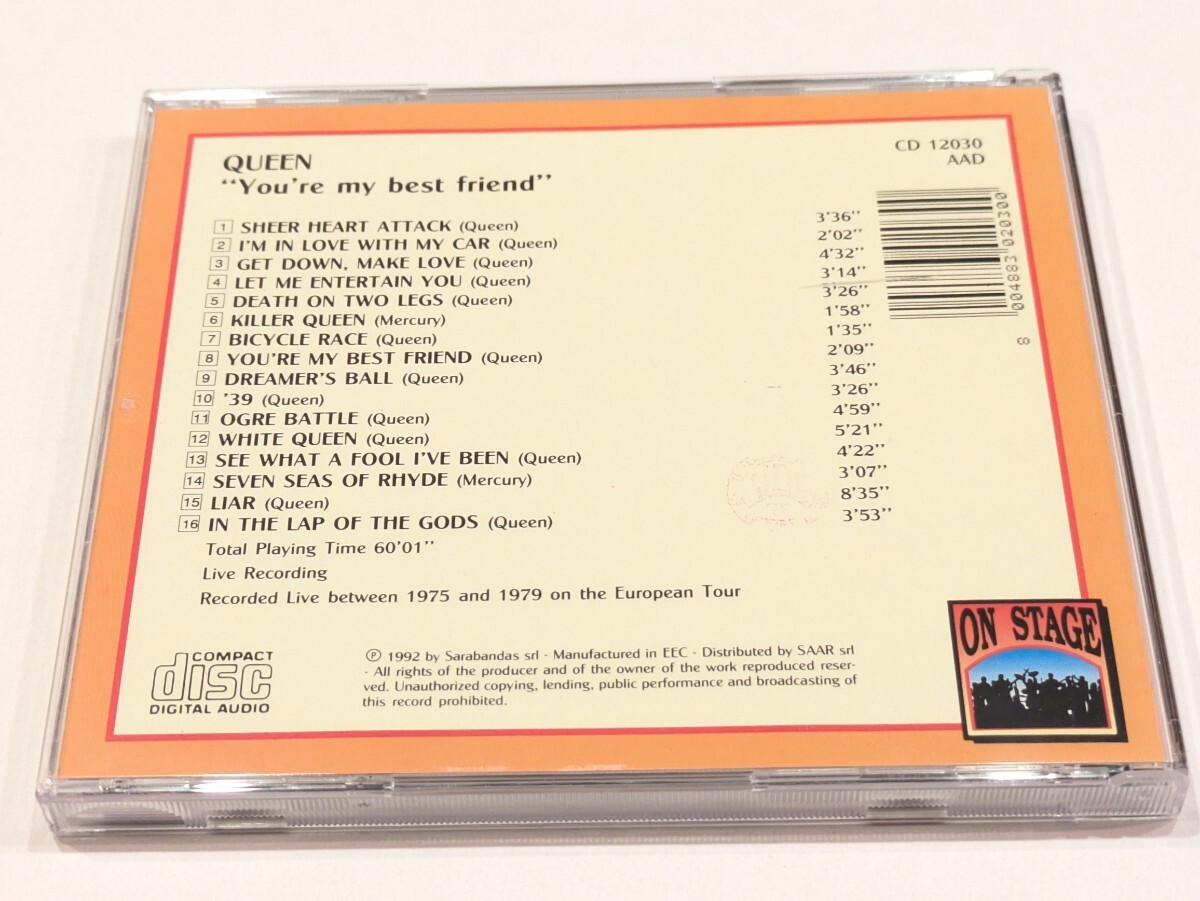 QUEEN
"You're my best friend"
CD 12030
AAD
1 SHEER HEART ATTACK (Queen) 3'36"
2 I'M IN LOVE WITH MY CAR (Queen) 2'02"
3 GET DOWN, MAKE LOVE (Queen) 4'32"
4 LET ME ENTERTAIN YOU (Queen) 3'14"
5 DEATH ON TWO LEGS (Queen) 3'26"
6 KILLER QUEEN (Mercury) 1'58"
7 BICYCLE RACE (Queen) 1'35"
8 YOU'RE MY BEST FRIEND (Queen) 2'09"
9 DREAMER'S BALL (Queen) 3'46"
10 '39 (Queen) 3'26"
11 OGRE BATTLE (Queen) 4'59"
12 WHITE QUEEN (Queen) 5'21"
13 SEE WHAT A FOOL I'VE BEEN (Queen) 4'22"
14 SEVEN SEAS OF RHYDE (Mercury) 3'07"
15 LIAR (Queen) 8'35"
16 IN THE LAP OF THE GODS (Queen) 3'53"
004883 020300
8
Total Playing Time 60'01"
Live Recording
Recorded Live between 1975 and 1979 on the European Tour
COMPACT
disc
DIGITAL AUDIO
℗ 1992 by Sarabandas srl - Manufactured in EEC - Distributed by SAAR srl
- All rights of the producer and of the owner of the work reproduced reser-
ved. Unauthorized copying, lending, public performance and broadcasting of
this record prohibited.
ON STAGE